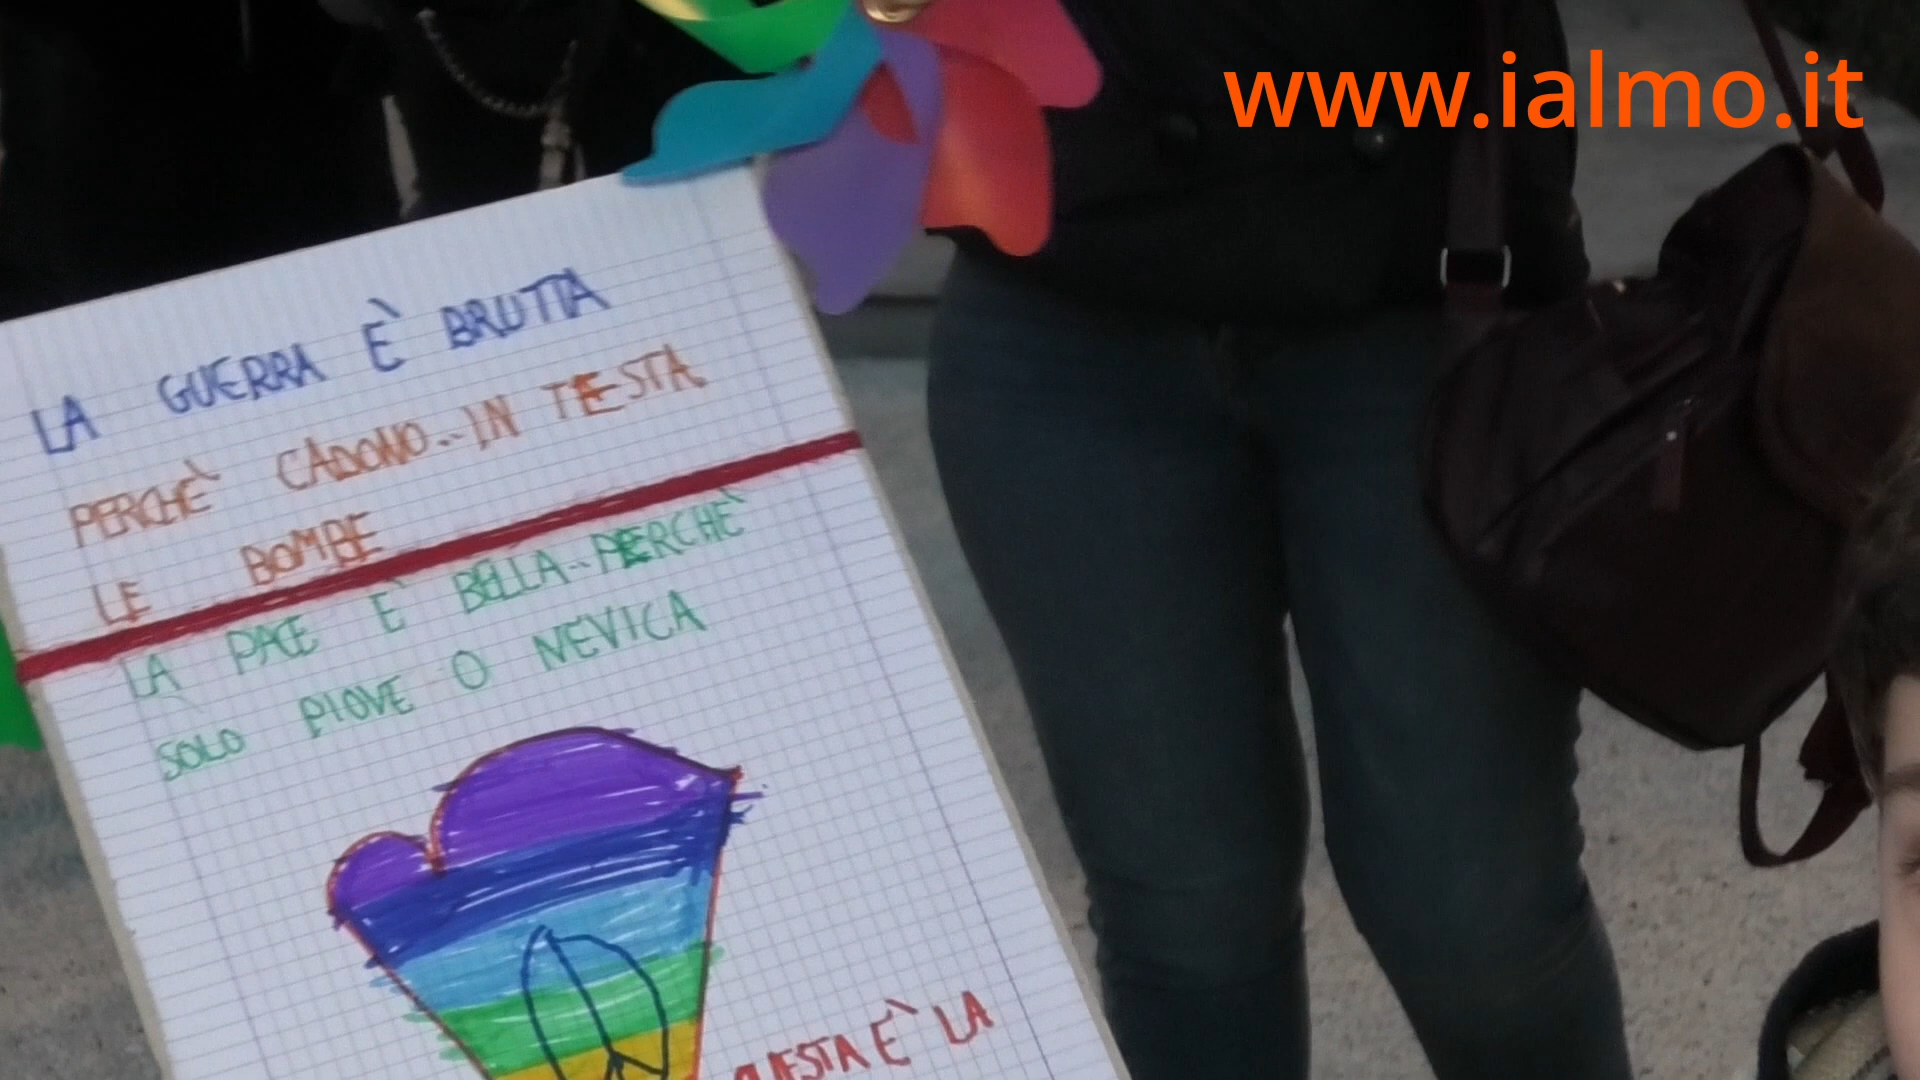 www.ialmo.it
LA GUERRA È BRUTTA
PERCHÈ CADONO.. IN TESTA
LE BOMBE
LA PACE È BELLA.. PERCHÈ
SOLO PIOVE O NEVICA
QUESTA È LA